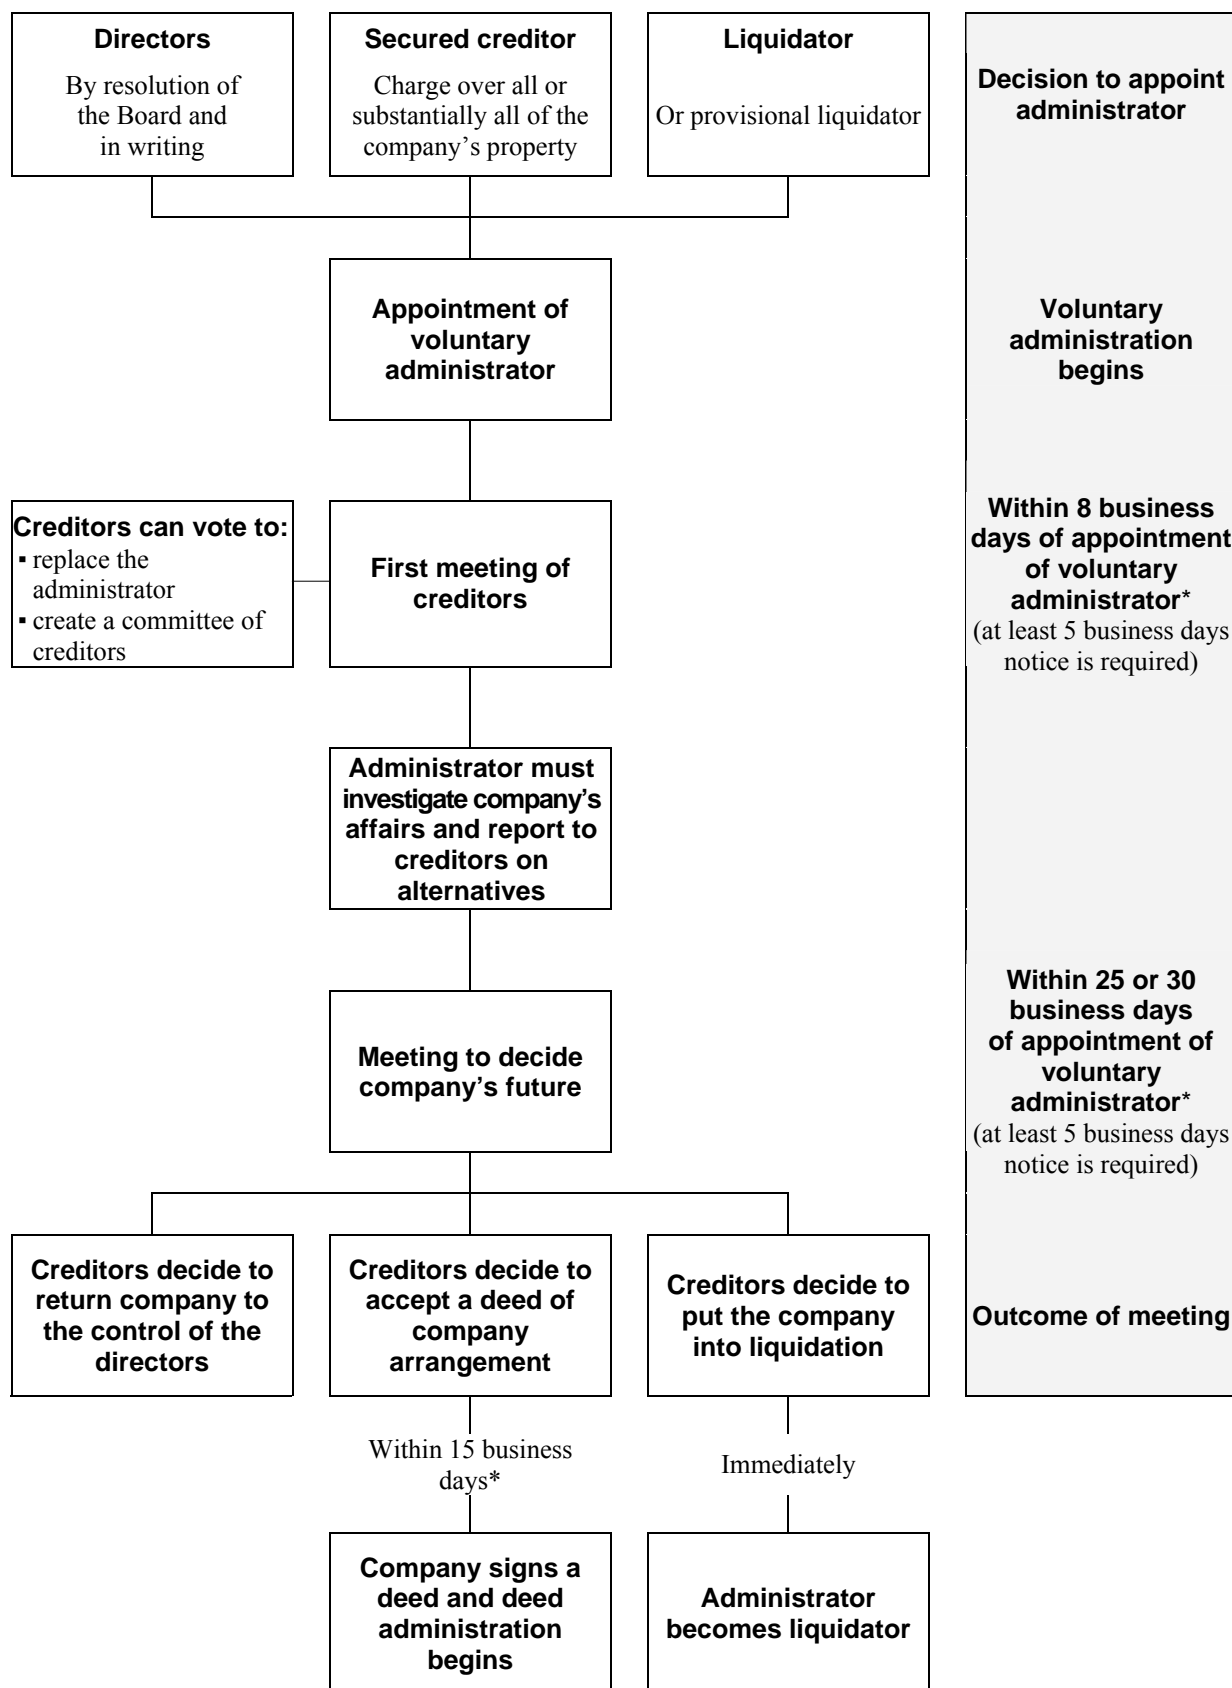 Directors
By resolution of
the Board and
in writing
Secured creditor
Charge over all or
substantially all of the
company’s property
Liquidator
Or provisional liquidator
Decision to appoint
administrator
Appointment of
voluntary
administrator
Voluntary
administration
begins
Creditors can vote to:
▪ replace the
administrator
▪ create a committee of
creditors
First meeting of
creditors
Within 8 business
days of appointment
of voluntary
administrator*
(at least 5 business days
notice is required)
Administrator must
investigate company’s
affairs and report to
creditors on
alternatives
Meeting to decide
company’s future
Within 25 or 30
business days
of appointment of
voluntary
administrator*
(at least 5 business days
notice is required)
Creditors decide to
return company to
the control of the
directors
Creditors decide to
accept a deed of
company
arrangement
Creditors decide to
put the company
into liquidation
Outcome of meeting
Within 15 business
days*
Immediately
Company signs a
deed and deed
administration
begins
Administrator
becomes liquidator